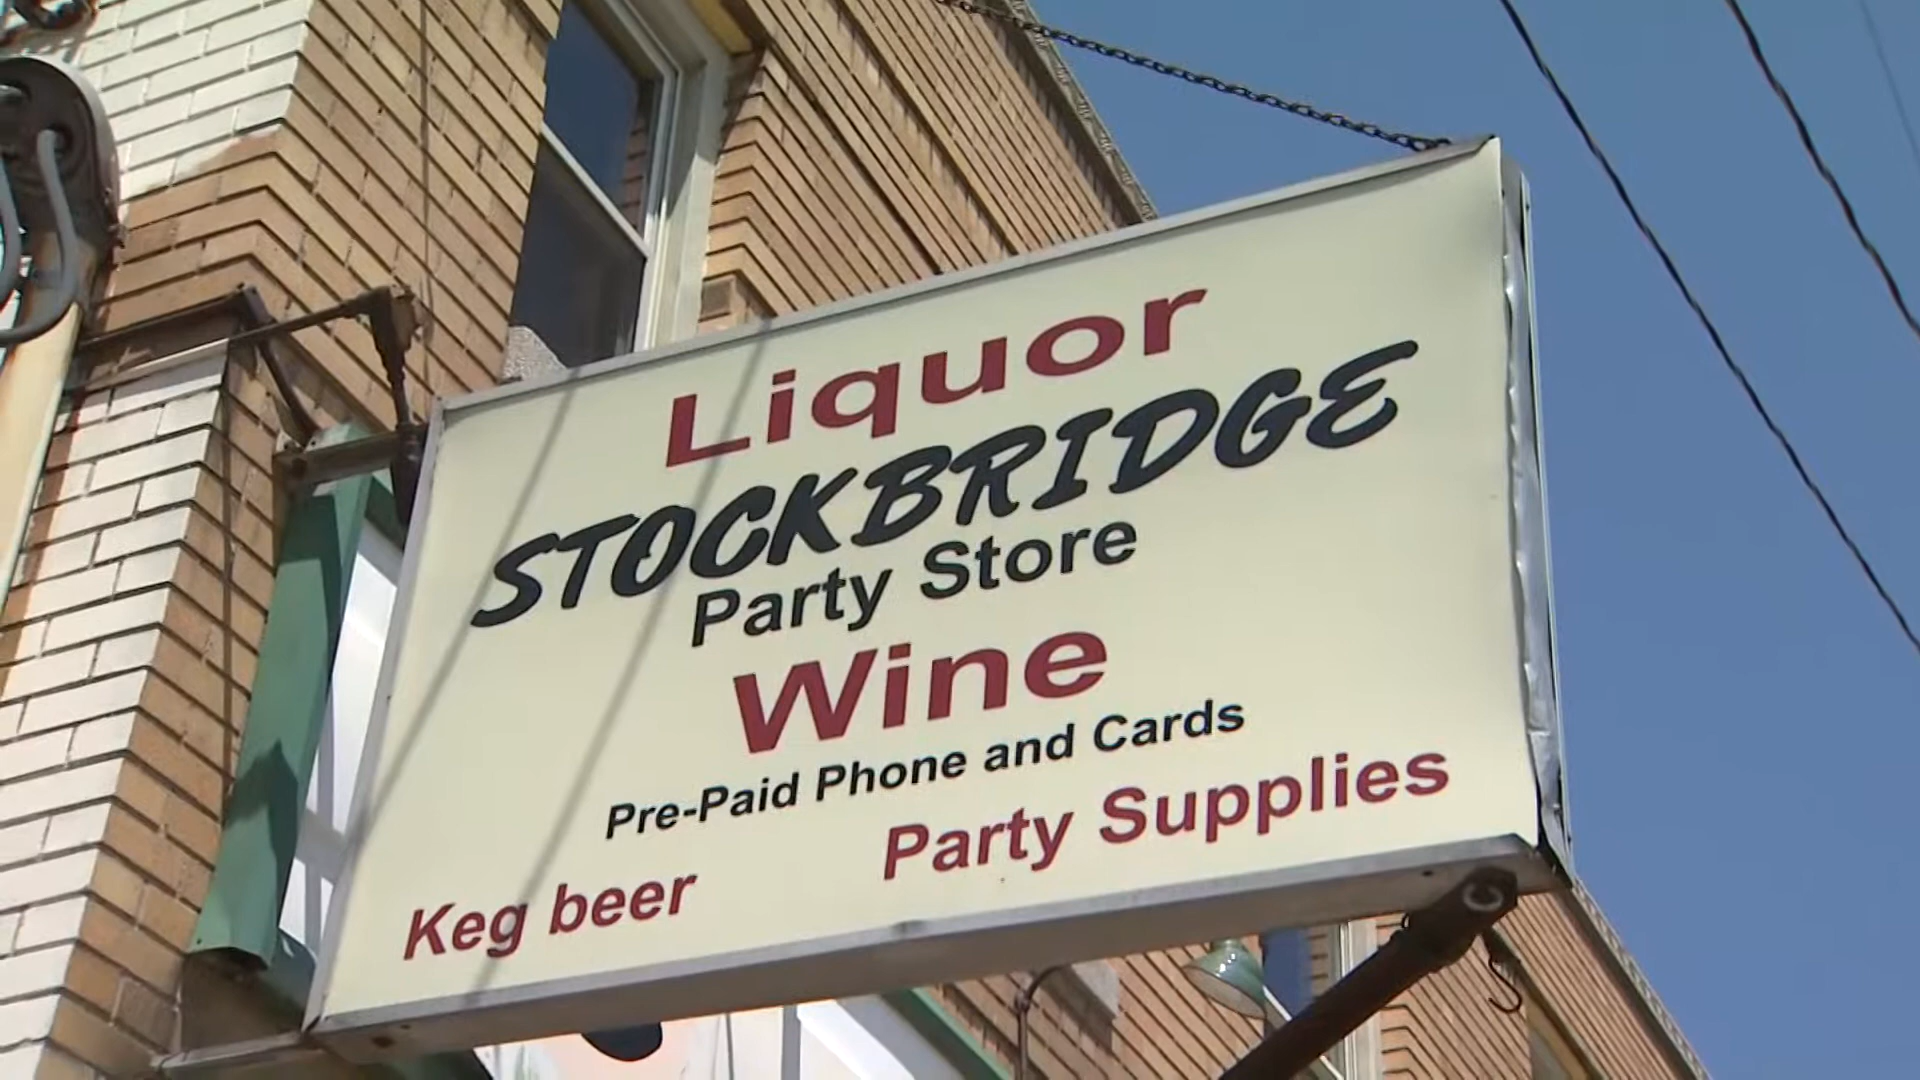 Liquor
STOCKBRIDGE
Party Store
Wine
Pre-Paid Phone and Cards
Keg beer Party Supplies